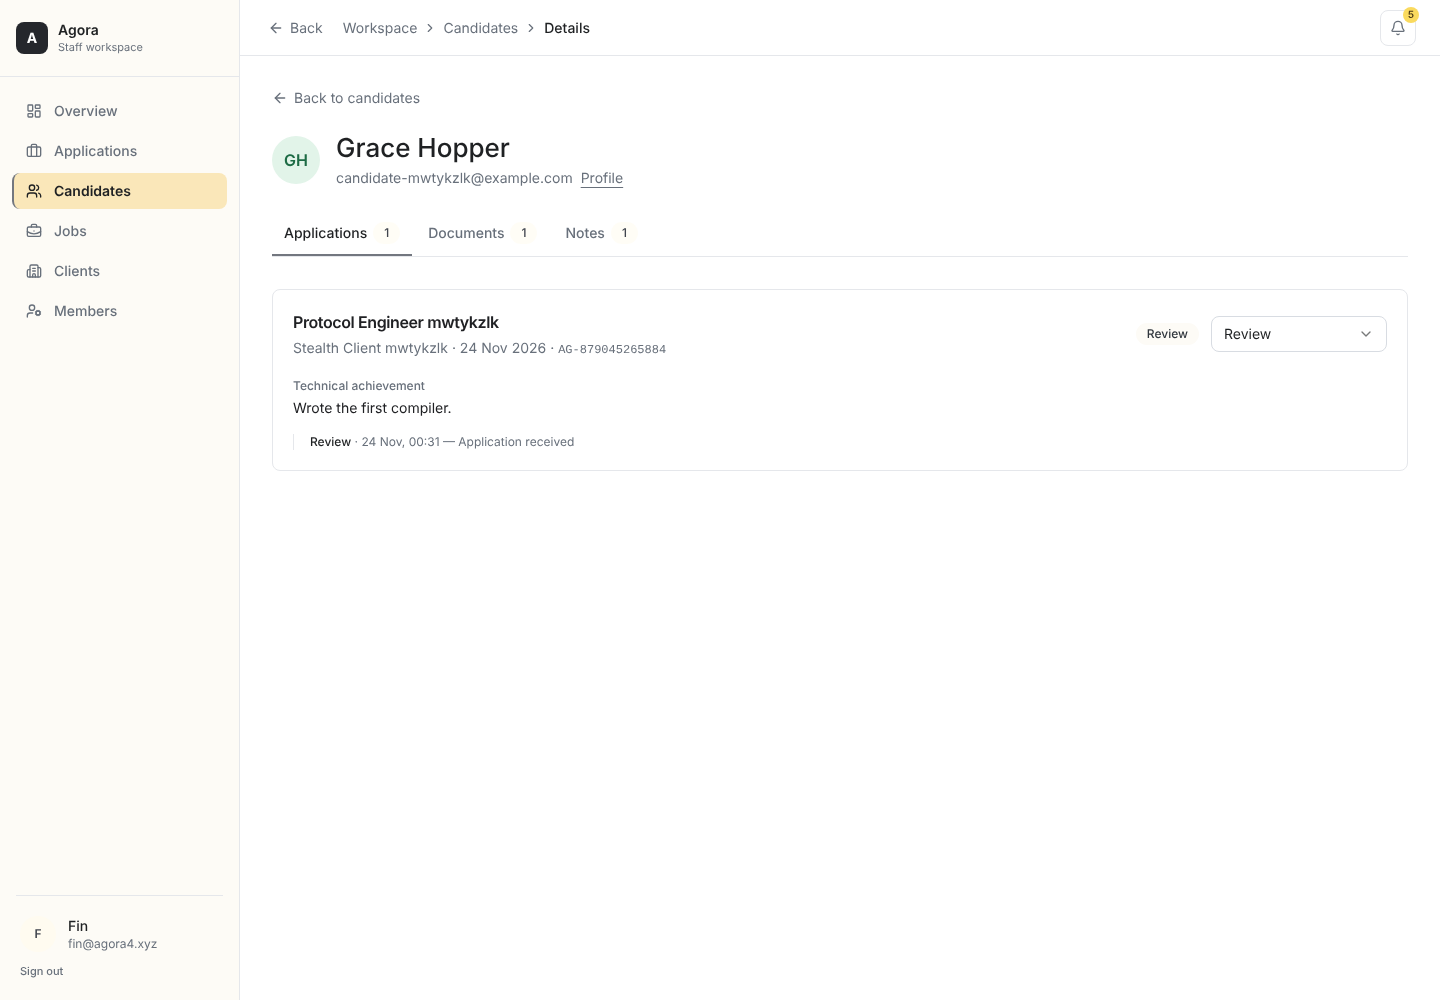 A
Agora
Staff workspace
Overview
Applications
Candidates
Jobs
Clients
Members
F
Fin
fin@agora4.xyz
Sign out
Back Workspace Candidates Details
5
Back to candidates
GH
Grace Hopper
candidate-mwtykzlk@example.com Profile
Applications 1 Documents 1 Notes 1
Protocol Engineer mwtykzlk
Stealth Client mwtykzlk · 24 Nov 2026 · AG-879045265884
Review Review
Technical achievement
Wrote the first compiler.
Review · 24 Nov, 00:31 — Application received